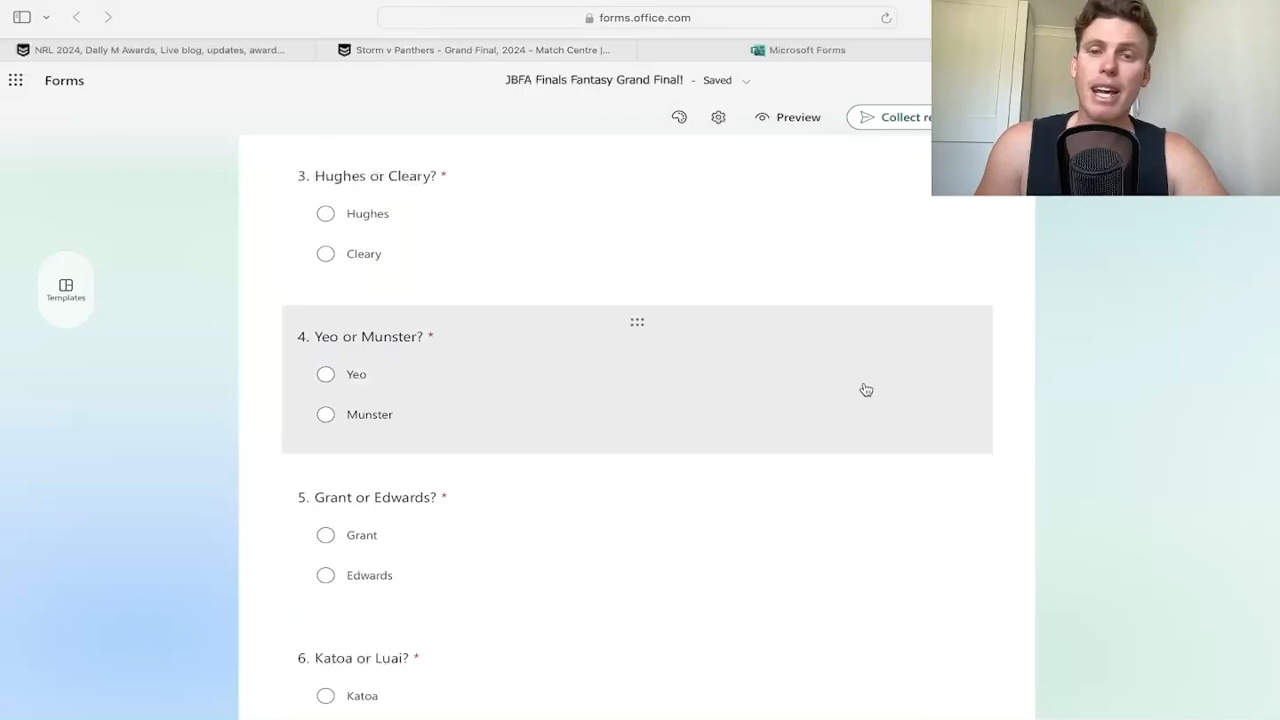 forms.office.com
NRL 2024, Dally M Awards, Live blog, updates, award...
Storm v Panthers - Grand Final, 2024 - Match Centre |...
Microsoft Forms
Forms
JBFA Finals Fantasy Grand Final! - Saved
Preview
Collect re
3. Hughes or Cleary? *
Hughes
Cleary
Templates
4. Yeo or Munster? *
Yeo
Munster
5. Grant or Edwards? *
Grant
Edwards
6. Katoa or Luai? *
Katoa